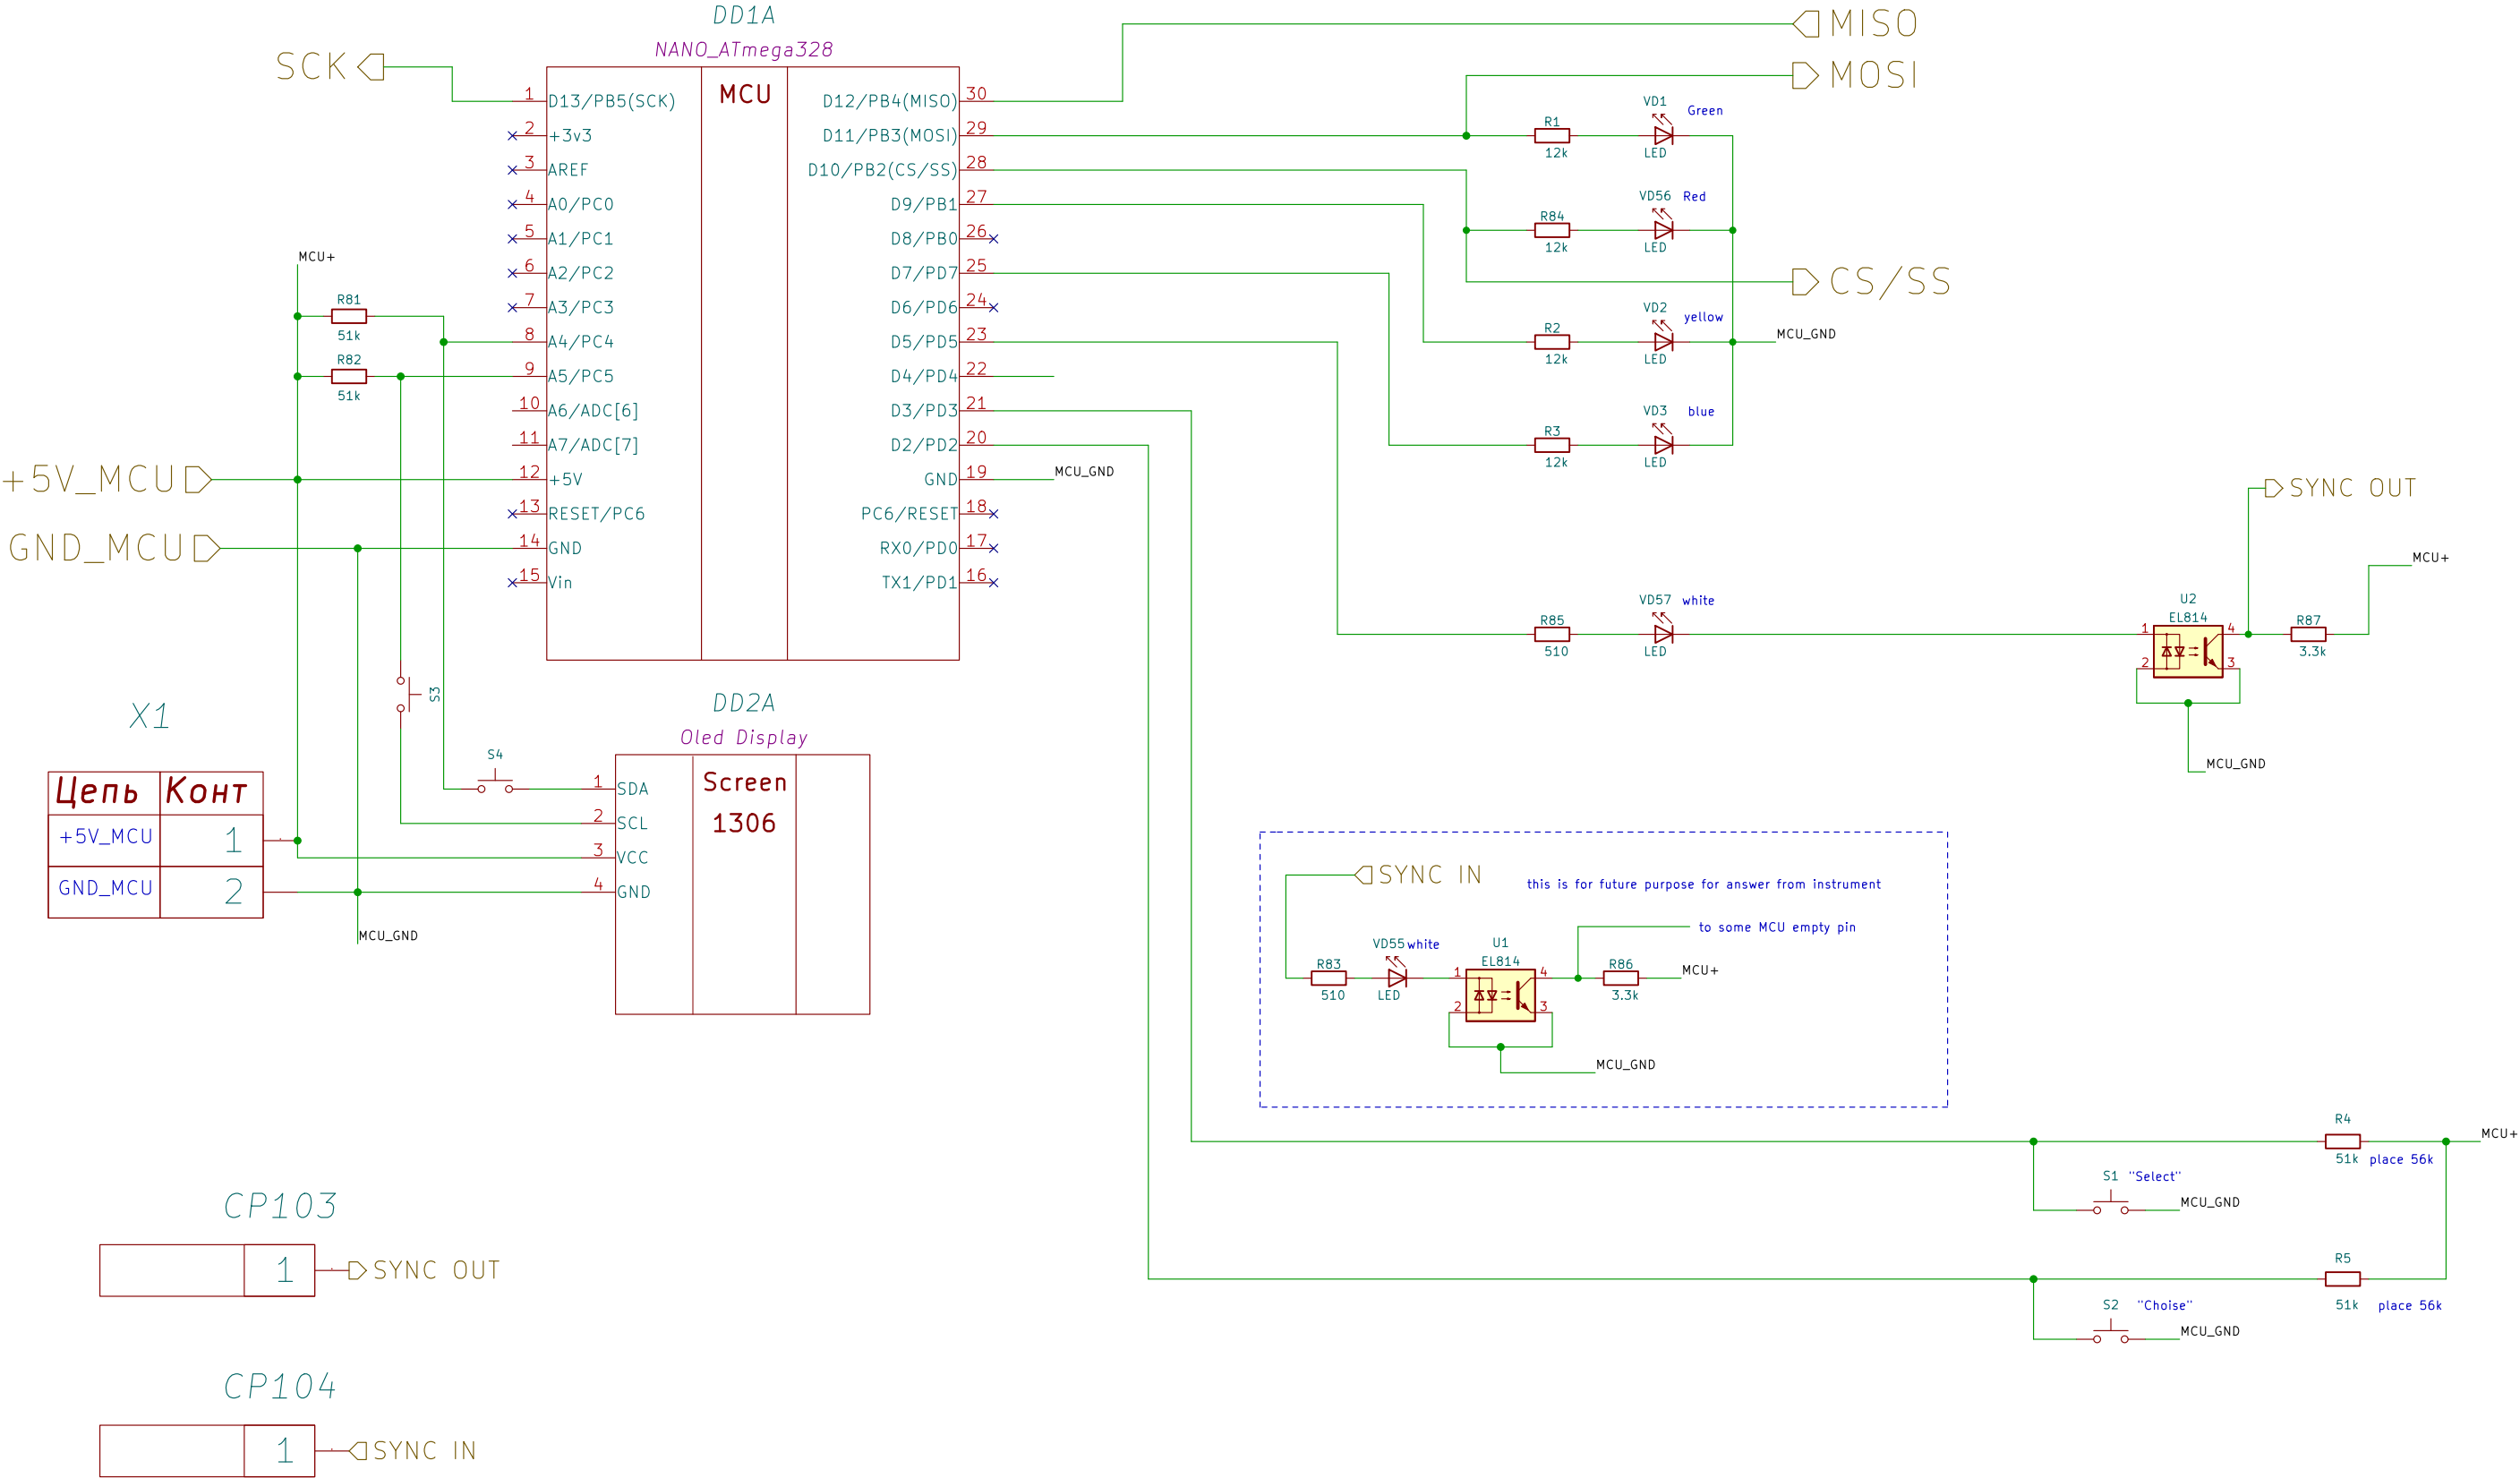 DD1A
NANO_ATmega328
MCU
SCK
MISO
MOSI
1 D13/PB5(SCK)
2 +3v3
3 AREF
4 A0/PC0
5 A1/PC1
6 A2/PC2
7 A3/PC3
8 A4/PC4
9 A5/PC5
10 A6/ADC[6]
11 A7/ADC[7]
12 +5V
13 RESET/PC6
14 GND
15 Vin
D12/PB4(MISO) 30
D11/PB3(MOSI) 29
D10/PB2(CS/SS) 28
D9/PB1 27
D8/PB0 26
D7/PD7 25
D6/PD6 24
D5/PD5 23
D4/PD4 22
D3/PD3 21
D2/PD2 20
GND 19
PC6/RESET 18
RX0/PD0 17
TX1/PD1 16
MCU_GND
MCU+
R81
51k
R82
51k
+5V_MCU
GND_MCU
R1
12k
VD1
Green
LED
R84
12k
VD56
Red
LED
CS/SS
R2
12k
VD2
yellow
LED
MCU_GND
R3
12k
VD3
blue
LED
SYNC OUT
MCU+
R85
510
VD57
white
LED
U2
EL814
1
2
4
3
R87
3.3k
MCU_GND
S3
S4
X1
Цепь Конт
+5V_MCU 1
GND_MCU 2
MCU_GND
DD2A
Oled Display
Screen
1306
1 SDA
2 SCL
3 VCC
4 GND
SYNC IN
this is for future purpose for answer from instrument
to some MCU empty pin
R83
510
VD55
white
LED
U1
EL814
1
2
4
3
R86
3.3k
MCU+
MCU_GND
R4
51k
place 56k
MCU+
S1
"Select"
MCU_GND
R5
51k
place 56k
S2
"Choise"
MCU_GND
CP103
1
SYNC OUT
CP104
1
SYNC IN